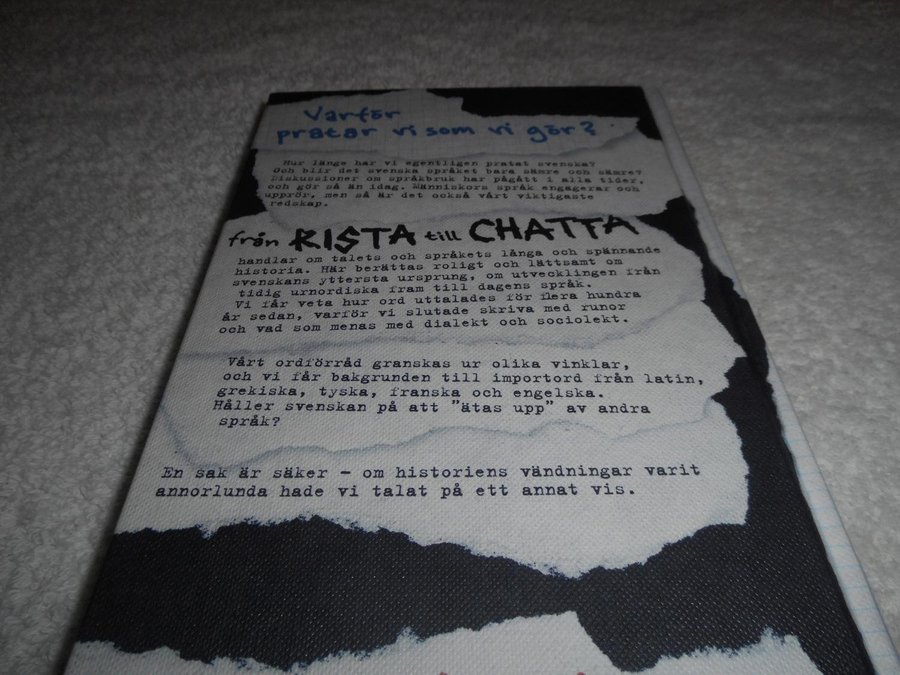 Varför
pratar vi som vi gör?
Hur länge har vi egentligen pratat svenska?
Och blir det svenska språket bara sämre och sämre?
Diskussioner om språkbruk har pågått i alla tider,
och gör så än idag. Människors språk engagerar och
upprör, men så är det också vårt viktigaste
redskap.
från RISTA till CHATTA
handlar om talets och språkets långa och spännande
historia. Här berättas roligt och lättsamt om
svenskans yttersta ursprung, om utvecklingen från
tidig urnordiska fram till dagens språk.
Vi får veta hur ord uttalades för flera hundra
år sedan, varför vi slutade skriva med runor
och vad som menas med dialekt och sociolekt.
Vårt ordförråd granskas ur olika vinklar,
och vi får bakgrunden till importord från latin,
grekiska, tyska, franska och engelska.
Håller svenskan på att "ätas upp" av andra
språk?
En sak är säker – om historiens vändningar varit
annorlunda hade vi talat på ett annat vis.